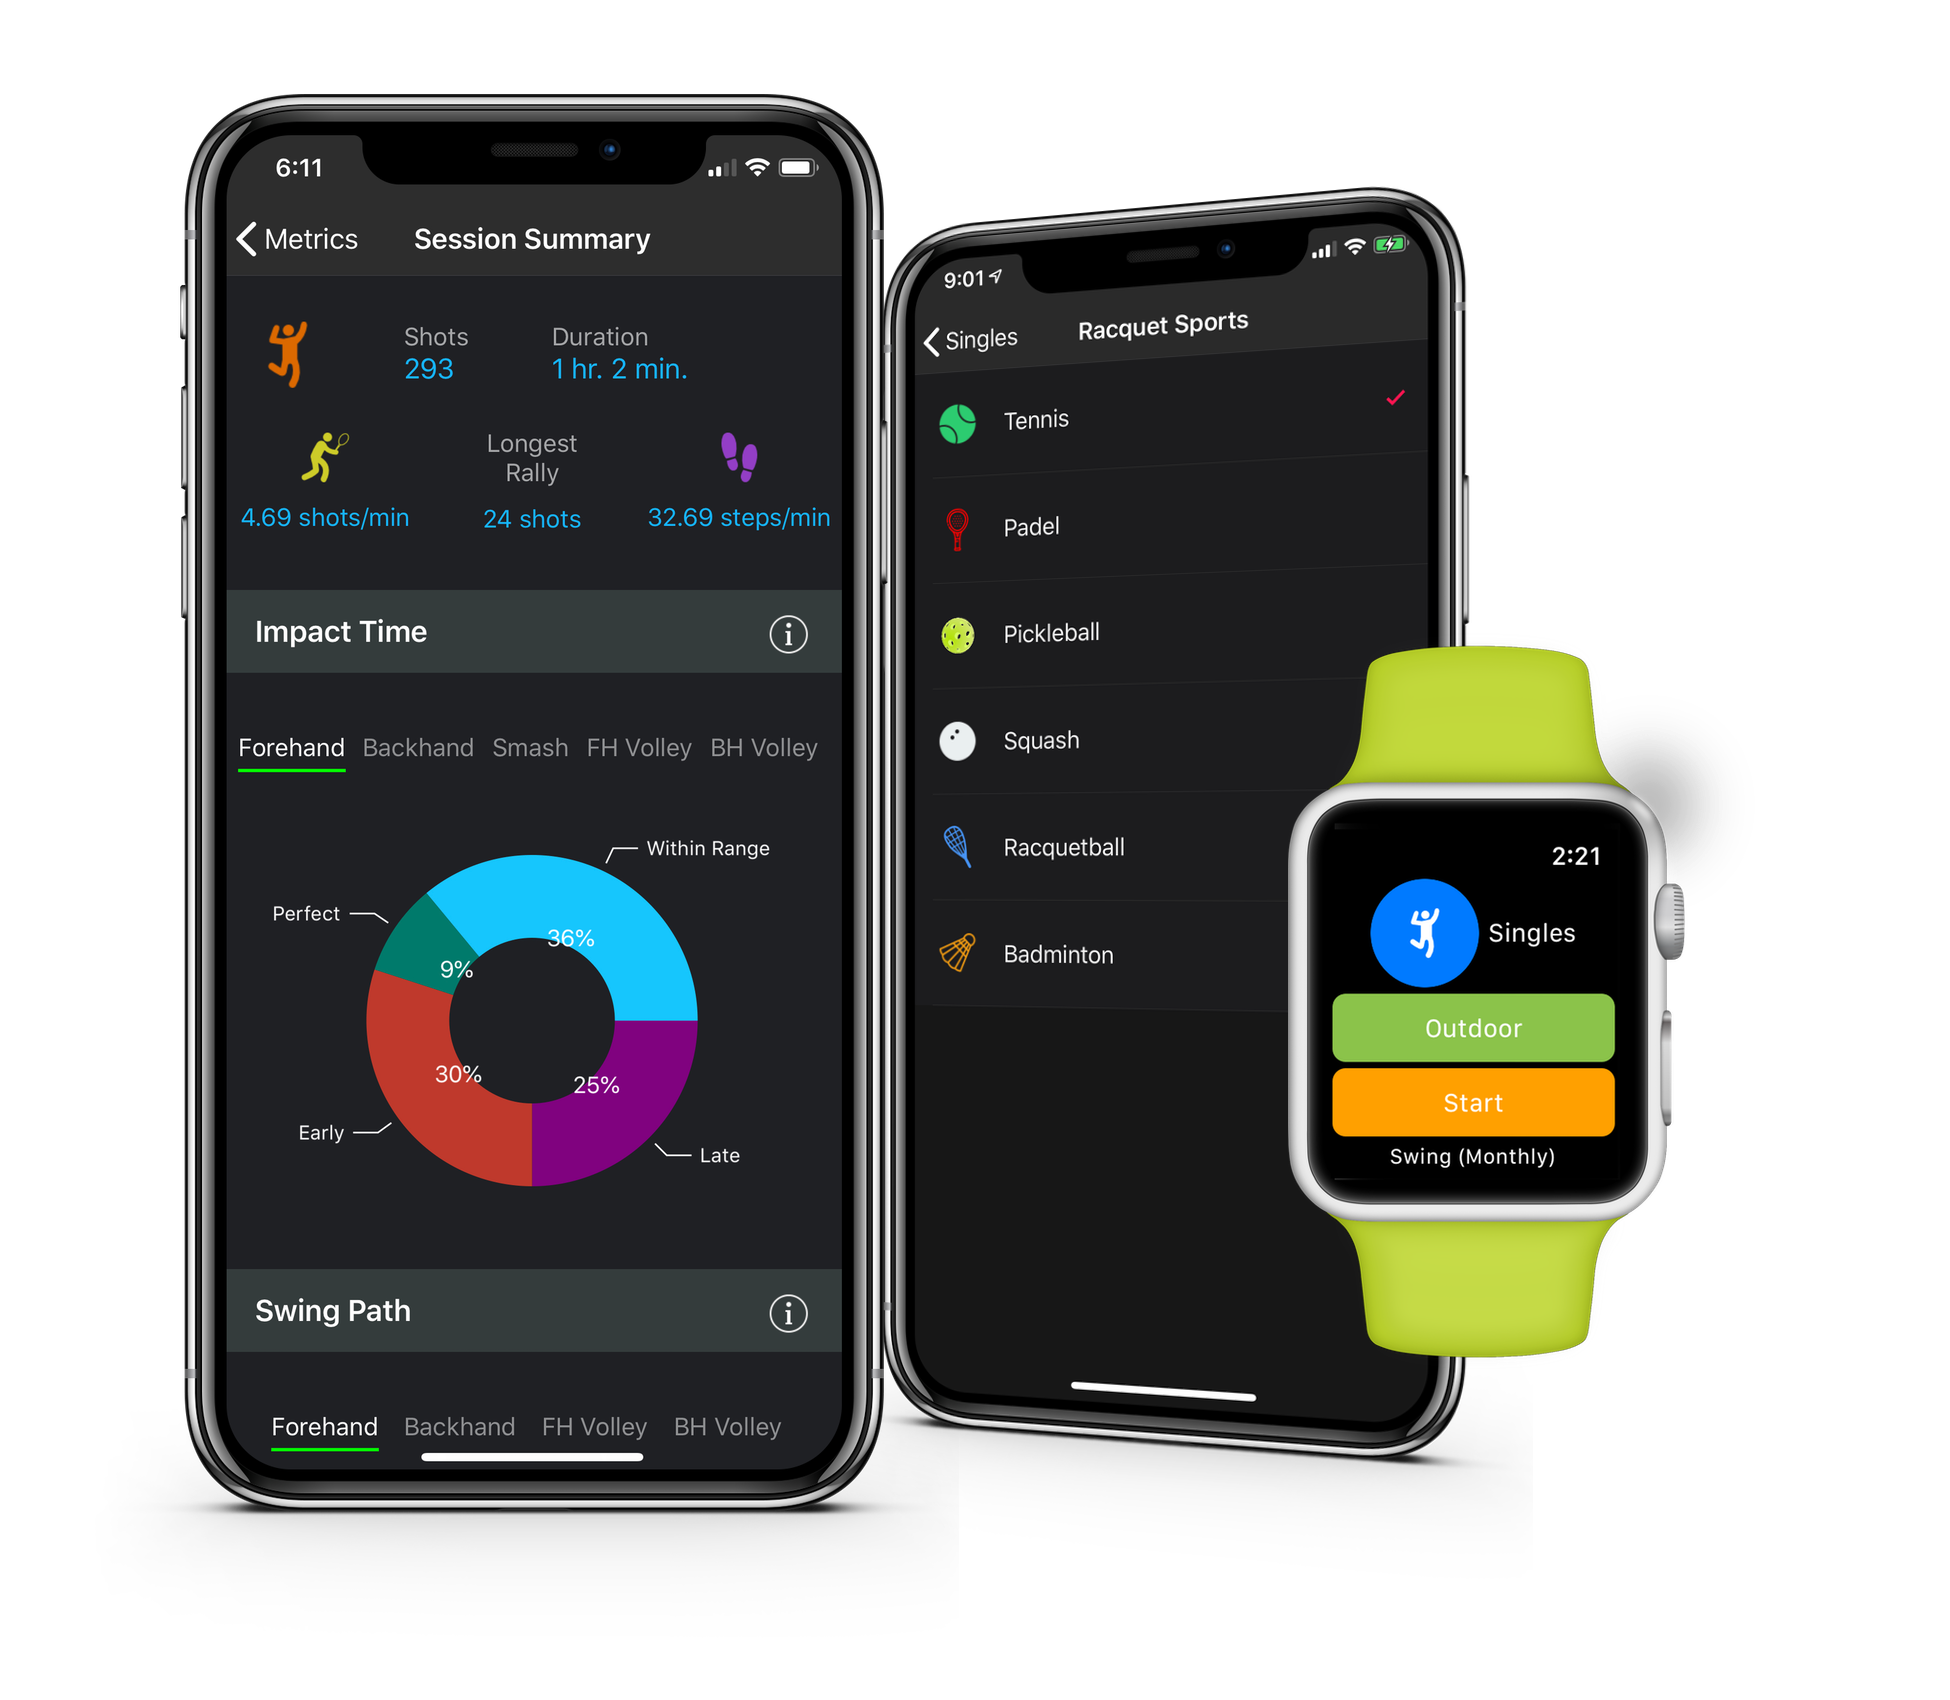 6:11
Metrics
Session Summary
Shots
Duration
293
1 hr. 2 min.
Longest
Rally
4.69 shots/min
24 shots
32.69 steps/min
Impact Time
i
Forehand Backhand Smash FH Volley BH Volley
Within Range
Perfect
36%
9%
30%
25%
Early
Late
Swing Path
i
Forehand Backhand FH Volley BH Volley
9:01
Singles
Racquet Sports
Tennis
Padel
Pickleball
Squash
Racquetball
Badminton
2:21
Singles
Outdoor
Start
Swing (Monthly)